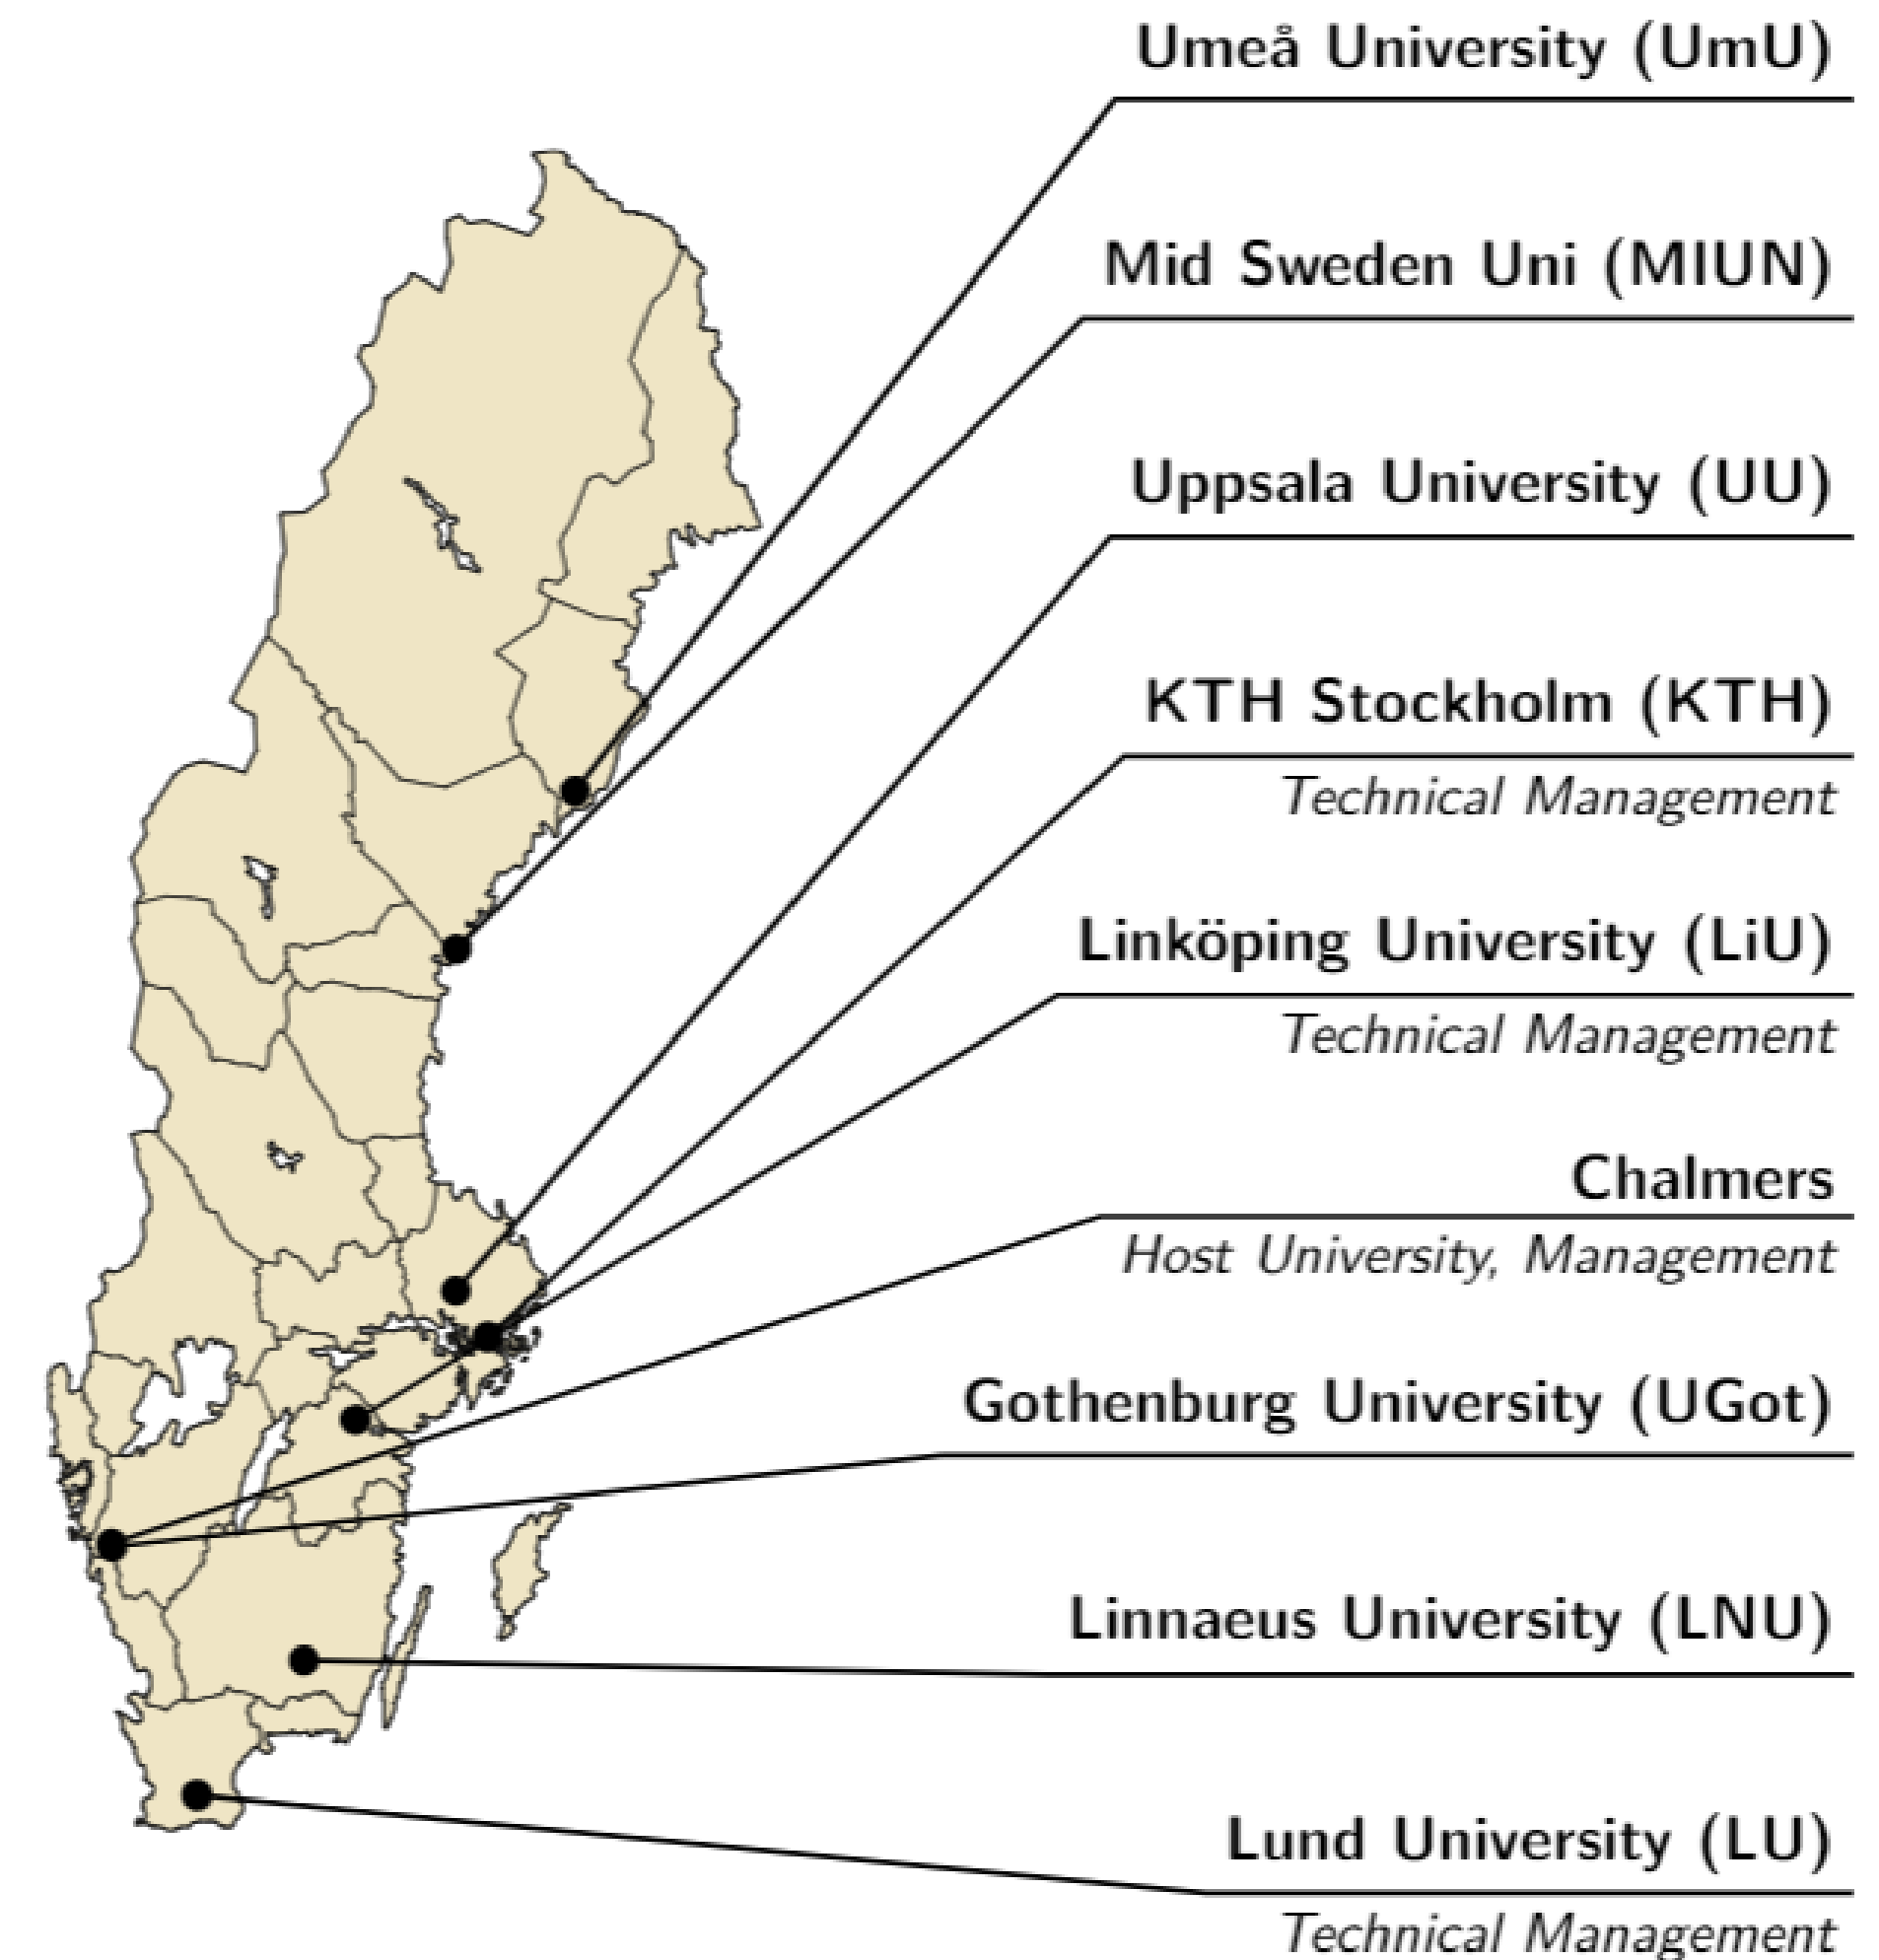 Umeå University (UmU)
Mid Sweden Uni (MIUN)
Uppsala University (UU)
KTH Stockholm (KTH)
Technical Management
Linköping University (LiU)
Technical Management
Chalmers
Host University, Management
Gothenburg University (UGot)
Linnaeus University (LNU)
Lund University (LU)
Technical Management